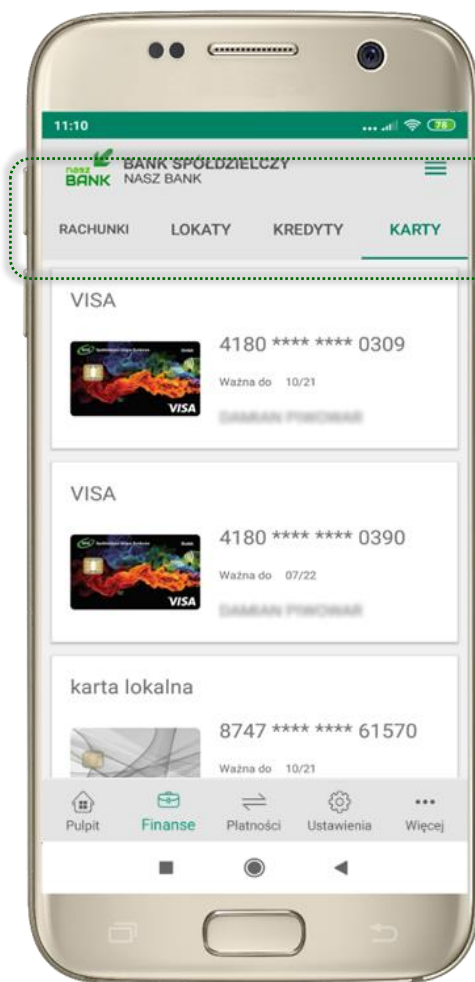 11:10
78
nasz
BANK
BANK SPÓŁDZIELCZY
NASZ BANK
RACHUNKI LOKATY KREDYTY KARTY
VISA
4180 **** **** 0309
Ważna do 10/21
VISA
VISA
4180 **** **** 0390
Ważna do 07/22
VISA
karta lokalna
8747 **** **** 61570
Ważna do 10/21
Pulpit Finanse Płatności Ustawienia Więcej